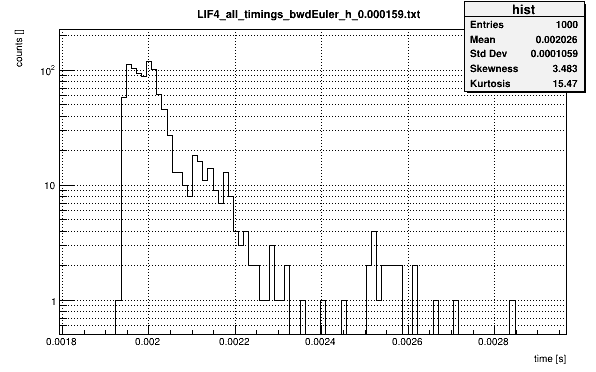 LIF4_all_timings_bwdEuler_h_0.000159.txt
hist
Entries 1000
Mean 0.002026
Std Dev 0.0001059
Skewness 3.483
Kurtosis 15.47
counts []
10²
10
1
0.0018 0.002 0.0022 0.0024 0.0026 0.0028
time [s]